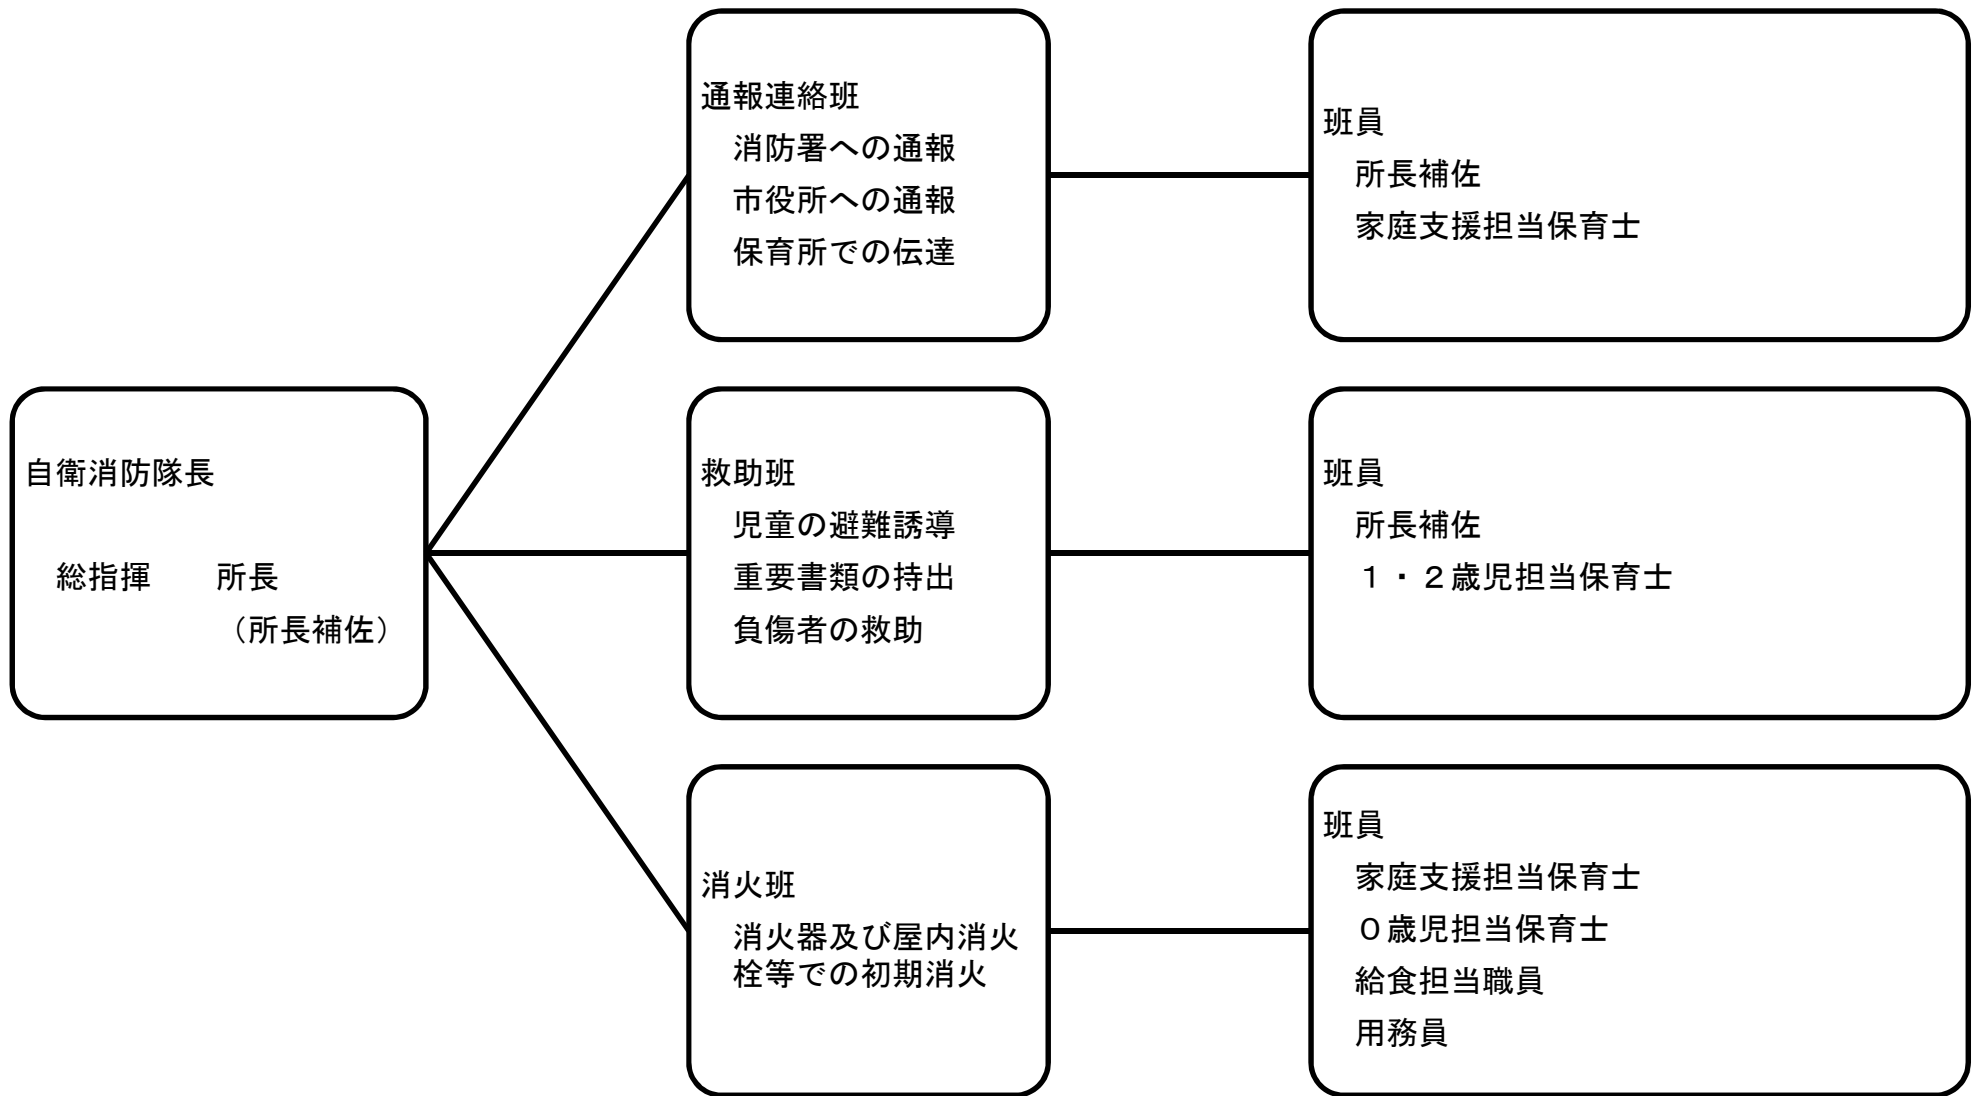 自衛消防隊長
総指揮　　所長
（所長補佐）
通報連絡班
消防署への通報
市役所への通報
保育所での伝達
班員
所長補佐
家庭支援担当保育士
救助班
児童の避難誘導
重要書類の持出
負傷者の救助
班員
所長補佐
１・２歳児担当保育士
消火班
消火器及び屋内消火
栓等での初期消火
班員
家庭支援担当保育士
０歳児担当保育士
給食担当職員
用務員